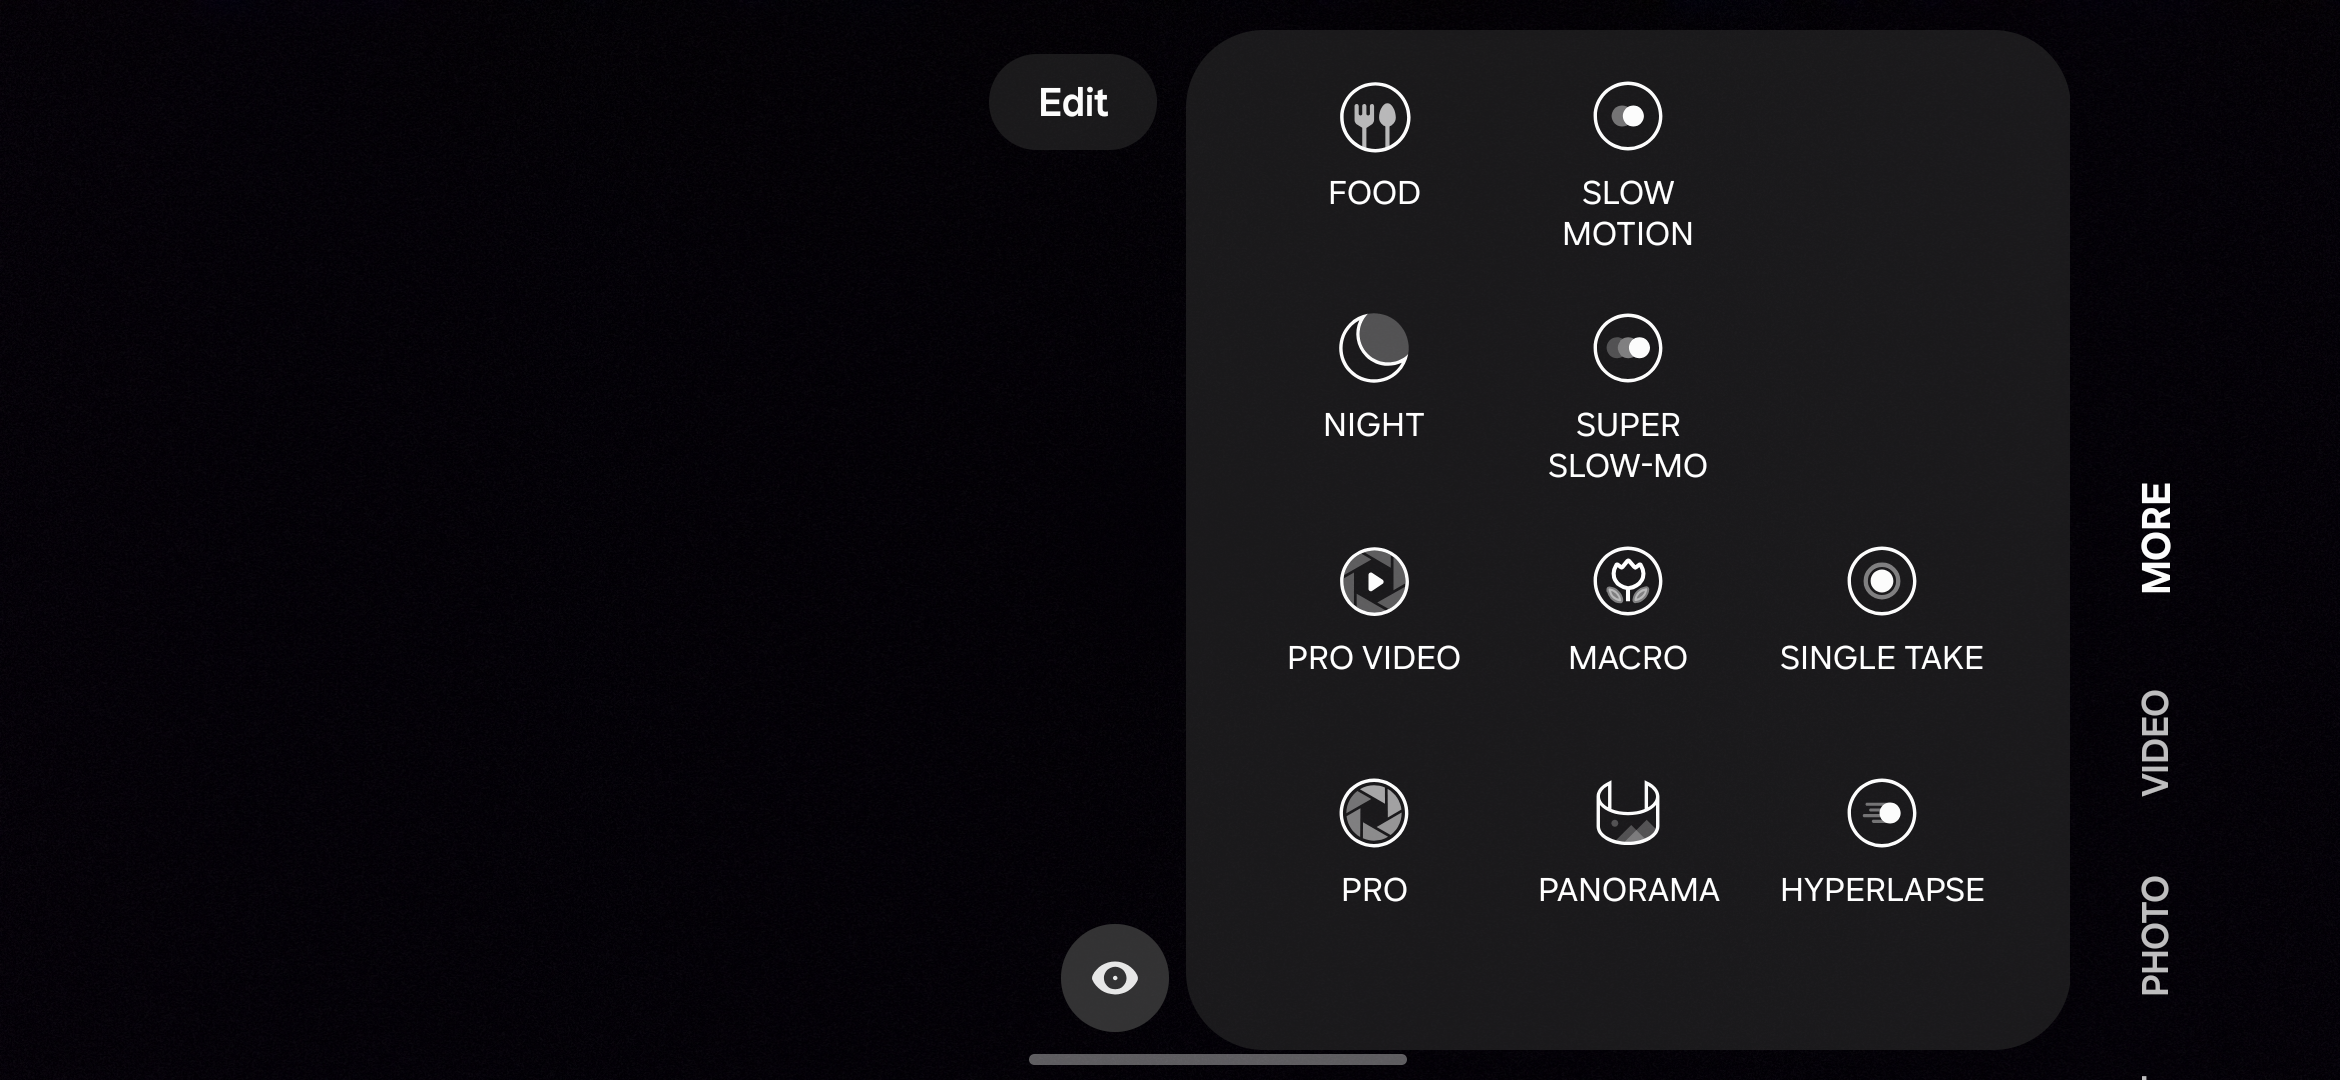 Edit
FOOD
SLOW
MOTION
NIGHT
SUPER
SLOW-MO
PRO VIDEO
MACRO
SINGLE TAKE
PRO
PANORAMA
HYPERLAPSE
MORE
VIDEO
PHOTO